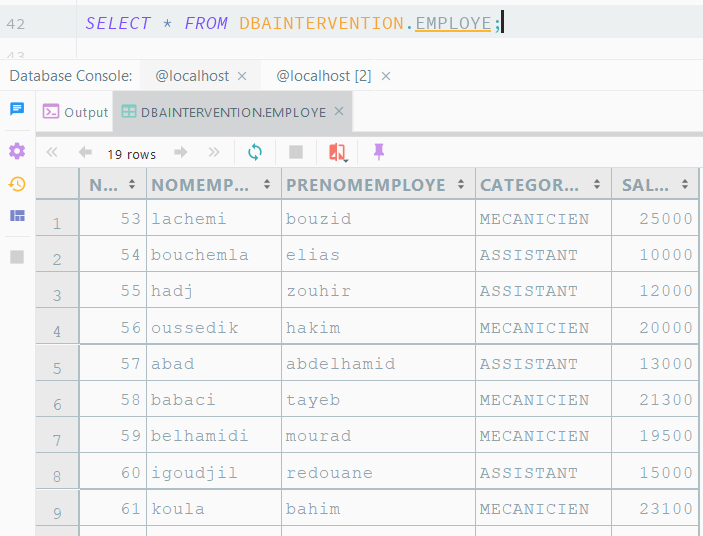 42 SELECT * FROM DBAINTERVENTION.EMPLOYE;
43
Database Console: @localhost × @localhost [2] ×
Output DBAINTERVENTION.EMPLOYE ×
« 19 rows »
N... NOMEMP... PRENOMEMPLOYE CATEGOR... SAL...
1 53 lachemi bouzid MECANICIEN 25000
2 54 bouchemla elias ASSISTANT 10000
3 55 hadj zouhir ASSISTANT 12000
4 56 oussedik hakim MECANICIEN 20000
5 57 abad abdelhamid ASSISTANT 13000
6 58 babaci tayeb MECANICIEN 21300
7 59 belhamidi mourad MECANICIEN 19500
8 60 igoudjil redouane ASSISTANT 15000
9 61 koula bahim MECANICIEN 23100